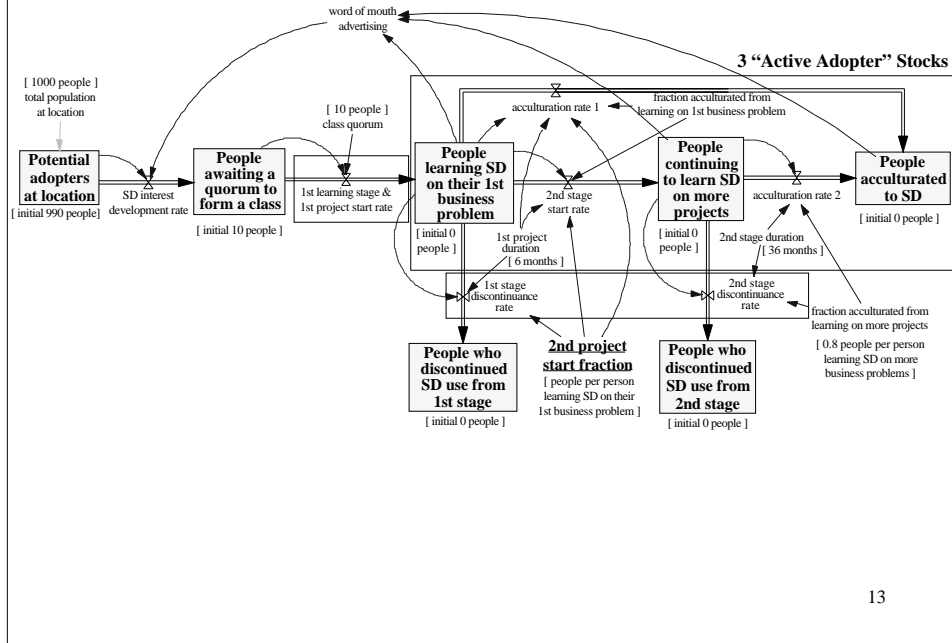 word of mouth
advertising
3 “Active Adopter” Stocks
[ 1000 people ]
total population
at location
[ 10 people ]
class quorum
acculturation rate 1
fraction acculturated from
learning on 1st business problem
Potential
adopters
at location
[ initial 990 people]
SD interest
development rate
People
awaiting a
quorum to
form a class
[ initial 10 people ]
1st learning stage &
1st project start rate
People
learning SD
on their 1st
business
problem
[ initial 0
people ]
2nd stage
start rate
1st project
duration
[ 6 months ]
People
continuing
to learn SD
on more
projects
[ initial 0
people ]
acculturation rate 2
2nd stage duration
[ 36 months ]
People
acculturated
to SD
[ initial 0 people ]
1st stage
discontinuance
rate
2nd stage
discontinuance
rate
fraction acculturated from
learning on more projects
[ 0.8 people per person
learning SD on more
business problems ]
People who
discontinued
SD use from
1st stage
[ initial 0 people ]
2nd project
start fraction
[ people per person
learning SD on their
1st business problem ]
People who
discontinued
SD use from
2nd stage
[ initial 0 people ]
13